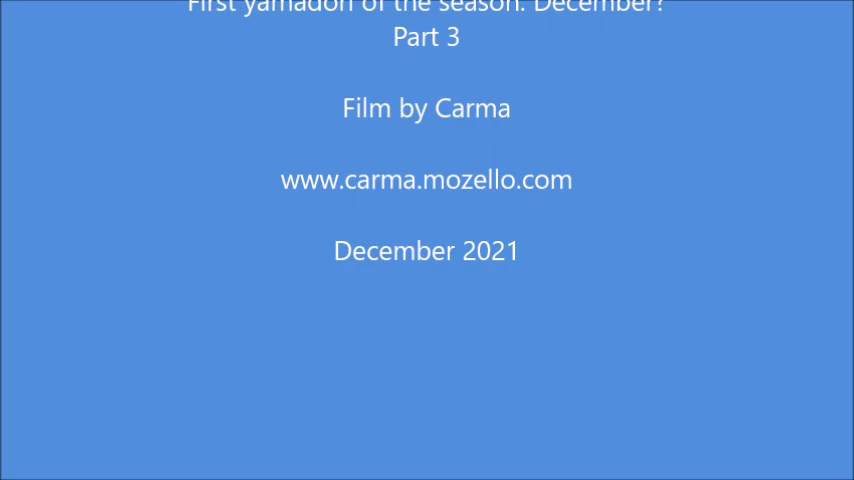 First yamadori of the season. December?
Part 3
Film by Carma
www.carma.mozello.com
December 2021